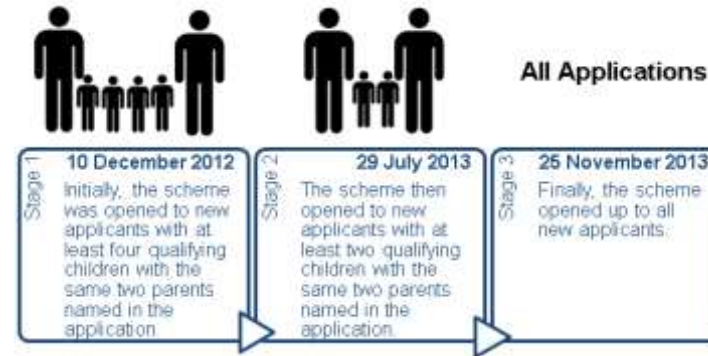 All Applications
Stage 1
10 December 2012
Initially, the scheme
was opened to new
applicants with at
least four qualifying
children with the
same two parents
named in the
application.
Stage 2
29 July 2013
The scheme then
opened to new
applicants with at
least two qualifying
children with the
same two parents
named in the
application.
Stage 3
25 November 2013
Finally, the scheme
opened up to all
new applicants.